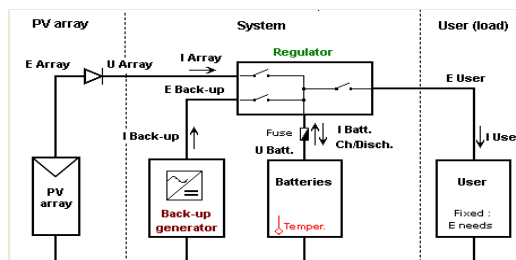 PV array
System
User (load)
Regulator
E Array
U Array
I Array
E Back-up
E User
I Back-up
Fuse
U Batt.
I Batt.
Ch/Disch.
I Use
PV
array
Back-up
generator
Batteries
Temper.
User
Fixed :
E needs